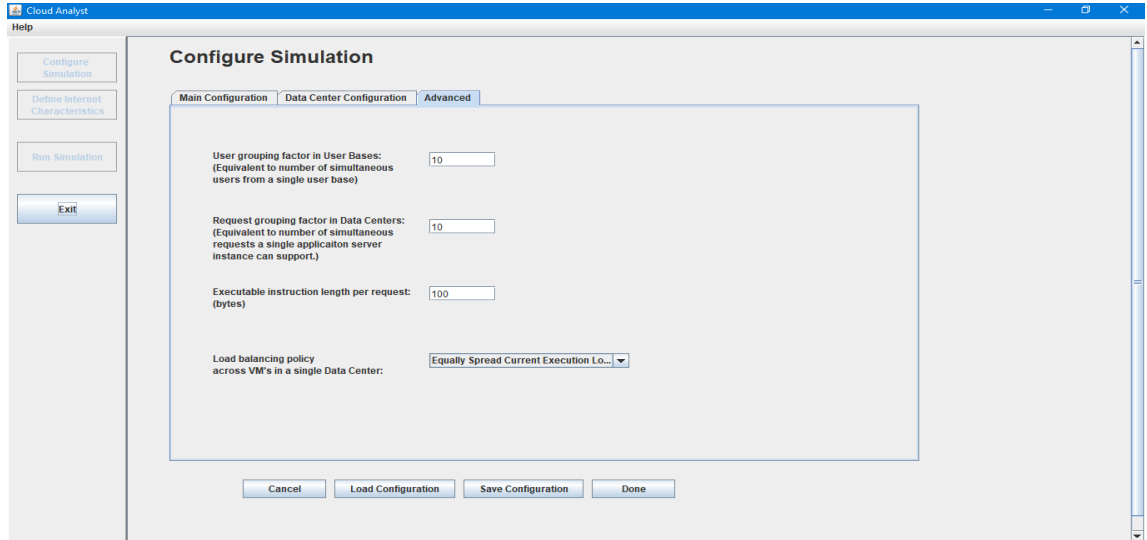 Cloud Analyst
Help
Configure
Simulation
Define Internet
Characteristics
Run Simulation
Exit
Configure Simulation
Main Configuration
Data Center Configuration
Advanced
User grouping factor in User Bases:
(Equivalent to number of simultaneous
users from a single user base)
10
Request grouping factor in Data Centers:
(Equivalent to number of simultaneous
requests a single applicaiton server
instance can support.)
10
Executable instruction length per request:
(bytes)
100
Load balancing policy
across VM's in a single Data Center:
Equally Spread Current Execution Lo...
Cancel
Load Configuration
Save Configuration
Done